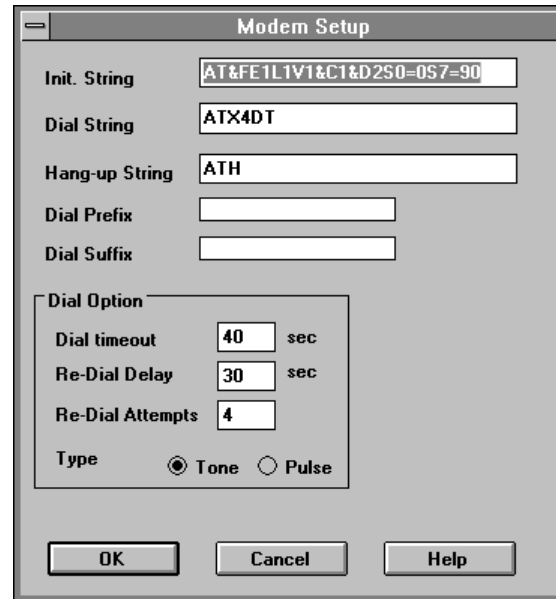 Modem Setup
Init. String AT&FE1L1V1&C1&D2S0=0S7=90
Dial String ATX4DT
Hang-up String ATH
Dial Prefix
Dial Suffix
Dial Option
Dial timeout 40 sec
Re-Dial Delay 30 sec
Re-Dial Attempts 4
Type Tone Pulse
OK Cancel Help